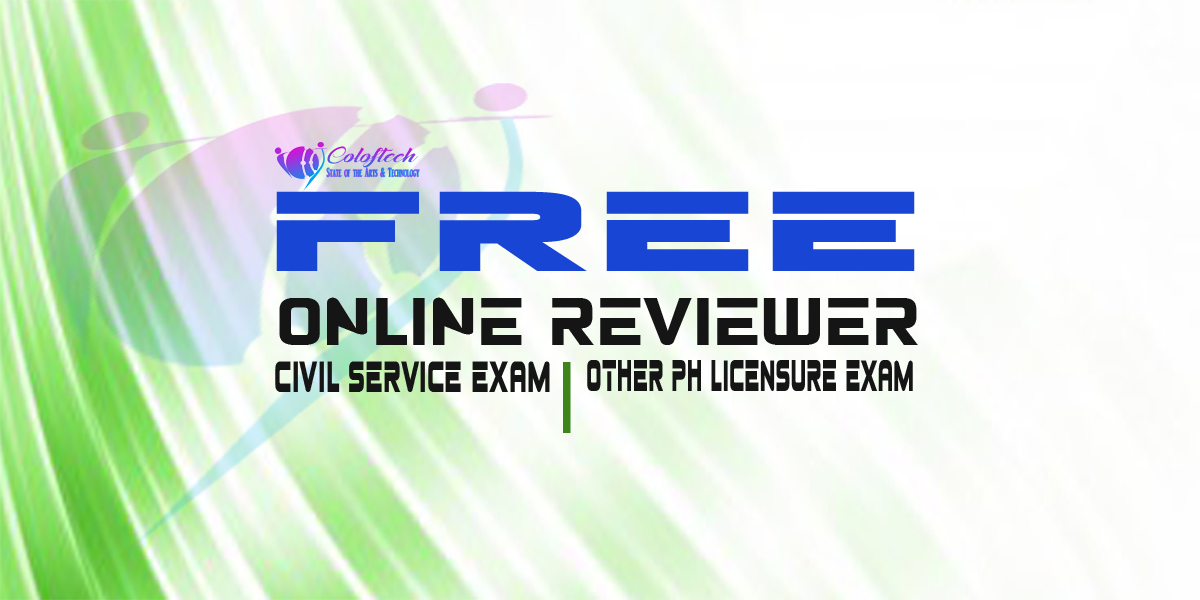 Coloftech
State of the Arts & Technology
FREE
ONLINE REVIEWER
CIVIL SERVICE EXAM
OTHER PH LICENSURE EXAM